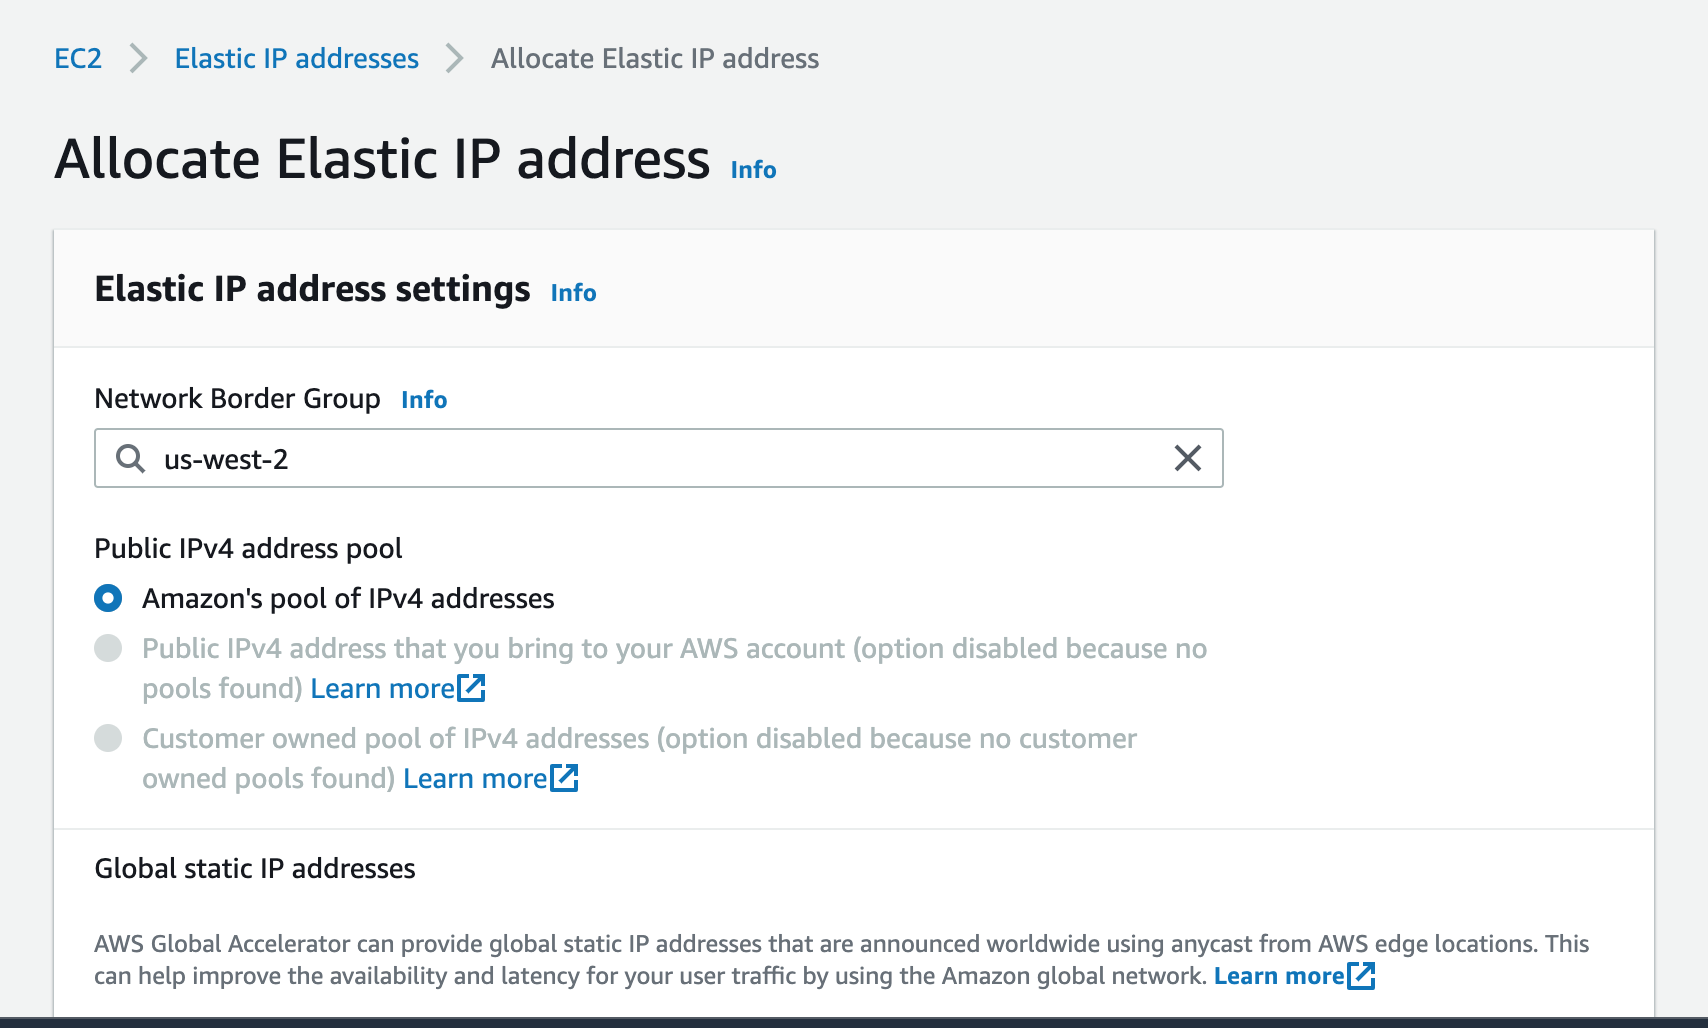 EC2 Elastic IP addresses Allocate Elastic IP address
Allocate Elastic IP address Info
Elastic IP address settings Info
Network Border Group Info
us-west-2
Public IPv4 address pool
Amazon's pool of IPv4 addresses
Public IPv4 address that you bring to your AWS account (option disabled because no
pools found) Learn more
Customer owned pool of IPv4 addresses (option disabled because no customer
owned pools found) Learn more
Global static IP addresses
AWS Global Accelerator can provide global static IP addresses that are announced worldwide using anycast from AWS edge locations. This
can help improve the availability and latency for your user traffic by using the Amazon global network. Learn more